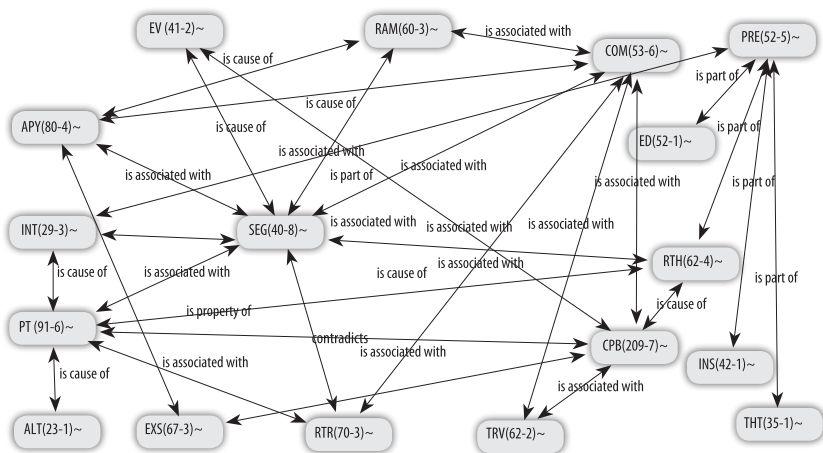 EV (41-2)~
RAM(60-3)~
PRE(52-5)~
is associated with
COM(53-6)~
is cause of
is part of
is cause of
APY(80-4)~
is cause of
is part of
ED(52-1)~
is associated with
is associated with
is part of
is associated with
is associated with
is part of
INT(29-3)~
SEG(40-8)~
is associated with
is associated with
is associated with
is associated with
RTH(62-4)~
is cause of
is associated with
is cause of
is part of
is property of
is cause of
PT (91-6)~
contradicts
is associated with
CPB(209-7)~
is associated with
INS(42-1)~
is cause of
is associated with
ALT(23-1)~
EXS(67-3)~
RTR(70-3)~
TRV(62-2)~
THT(35-1)~